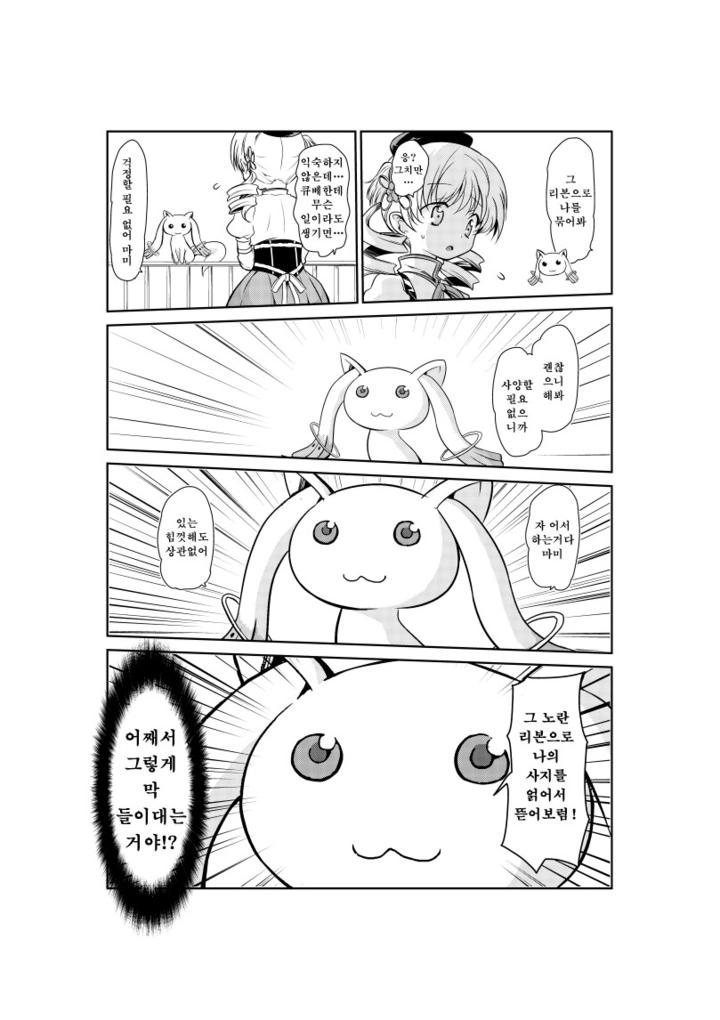 그
리본으로
나를
묶어봐
응?
그치만
…
익숙하지
않은데…
큐베한테
무슨
일이라도
생기면…
걱정할
필요
없어
마미
괜찮
으니
해봐
사양할
필요
없으
니까
자 어서
하는거다
마미
있는
힘껏해도
상관없어
그 노란
리본으로
나의
사지를
얽어서
뜯어보렴!
어째서
그렇게
막
들이대는
거야!?